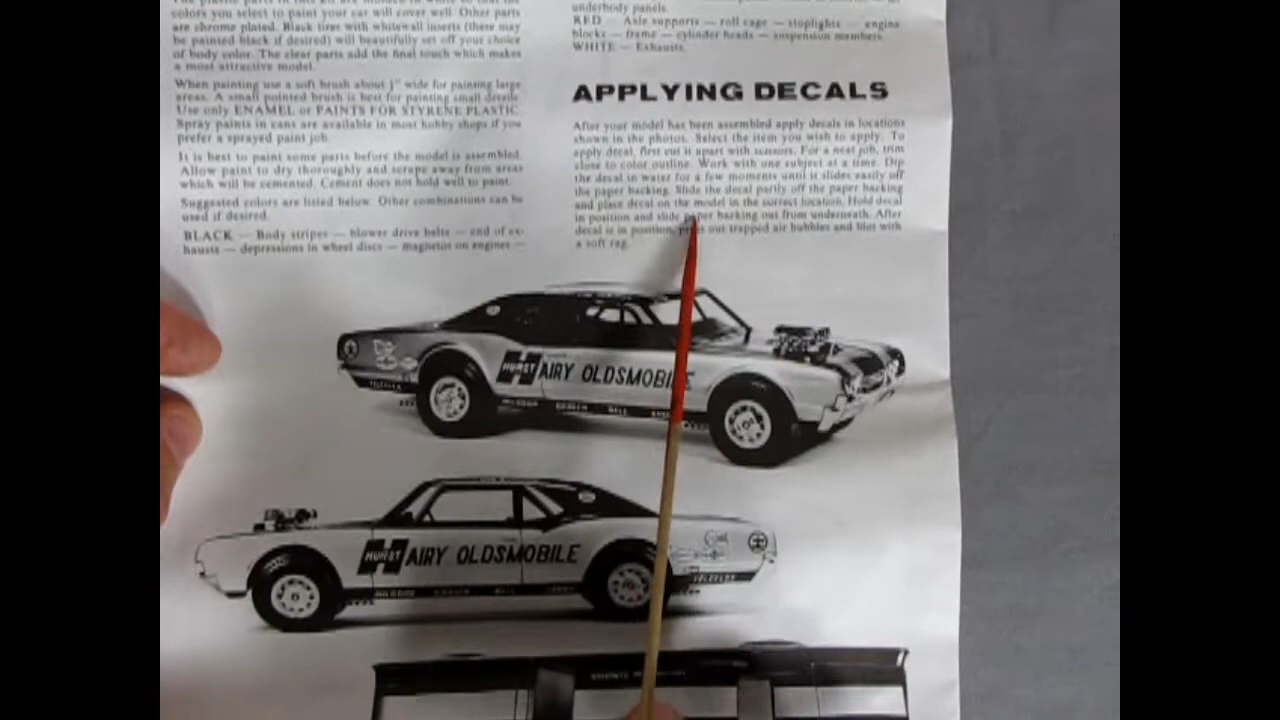 colors you select to paint your car will cover well. Other parts
are chrome plated. Black tires with whitewall inserts (these may
be painted black if desired) will beautifully set off your choice
of body color. The clear parts add the final touch which makes
a most attractive model.
When painting use a soft brush about wide for painting large
areas. A small pointed brush is best for painting small details.
Use only ENAMEL or PAINTS FOR STYRENE PLASTIC.
Spray paints in cans are available in most hobby shops if you
prefer a sprayed paint job.
It is best to paint some parts before the model is assembled.
Allow paint to dry thoroughly and scrape away from areas
which will be cemented. Cement does not hold well to paint.
Suggested colors are listed below. Other combinations can be
used if desired.
BLACK — Body stripes — blower drive belts — end of ex-
hausts — depressions in wheel discs — magnetos on engines —
underbody panels.
RED — Axle supports — roll cage — stoplights — engine
blocks — frame — cylinder heads — suspension members.
WHITE — Exhausts.
APPLYING DECALS
After your model has been assembled apply decals in locations
shown in the photos. Select the item you wish to apply. To
apply decal, first cut it apart with scissors. For a neat job, trim
close to color outline. Work with one subject at a time. Dip
the decal in water for a few moments until it slides easily off
the paper backing. Slide the decal partly off the paper backing
and place decal on the model in the correct location. Hold decal
in position and slide paper backing out from underneath. After
decal is in position, press out trapped air bubbles and blot with
a soft rag.
HURST AIRY OLDSMOBILE
HURST AIRY OLDSMOBILE